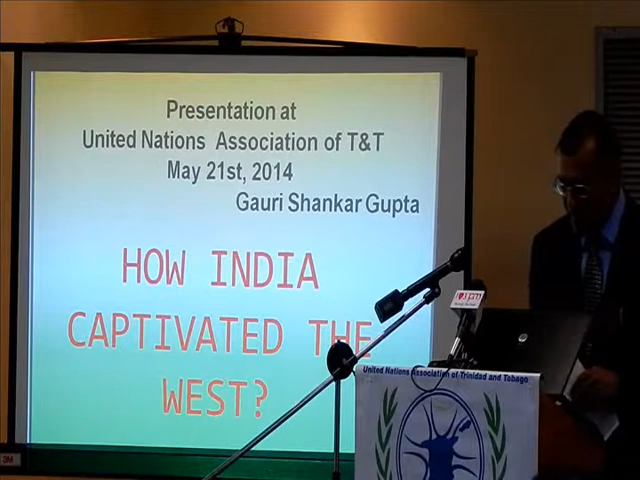 Presentation at
United Nations Association of T&T
May 21st, 2014
Gauri Shankar Gupta
HOW INDIA
CAPTIVATED THE
WEST?
United Nations Association of Trinidad and Tobago
3M